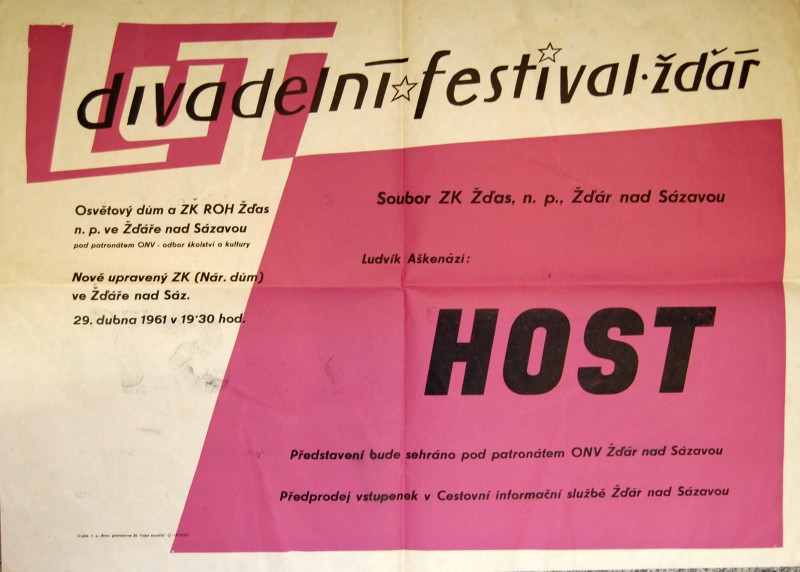 LUT
divadelní festival · žďář
Osvětový dům a ZK ROH Žďas
n. p. ve Žďáře nad Sázavou
pod patronátem ONV - odbor školství a kultury
Nově upravený ZK (Nár. dům)
ve Žďáře nad Sáz.
29. dubna 1961 v 19·30 hod.
Soubor ZK Žďas, n. p., Žďár nad Sázavou
Ludvík Aškenázi:
HOST
Představení bude sehráno pod patronátem ONV Žďár nad Sázavou
Předprodej vstupenek v Cestovní informační službě Žďár nad Sázavou